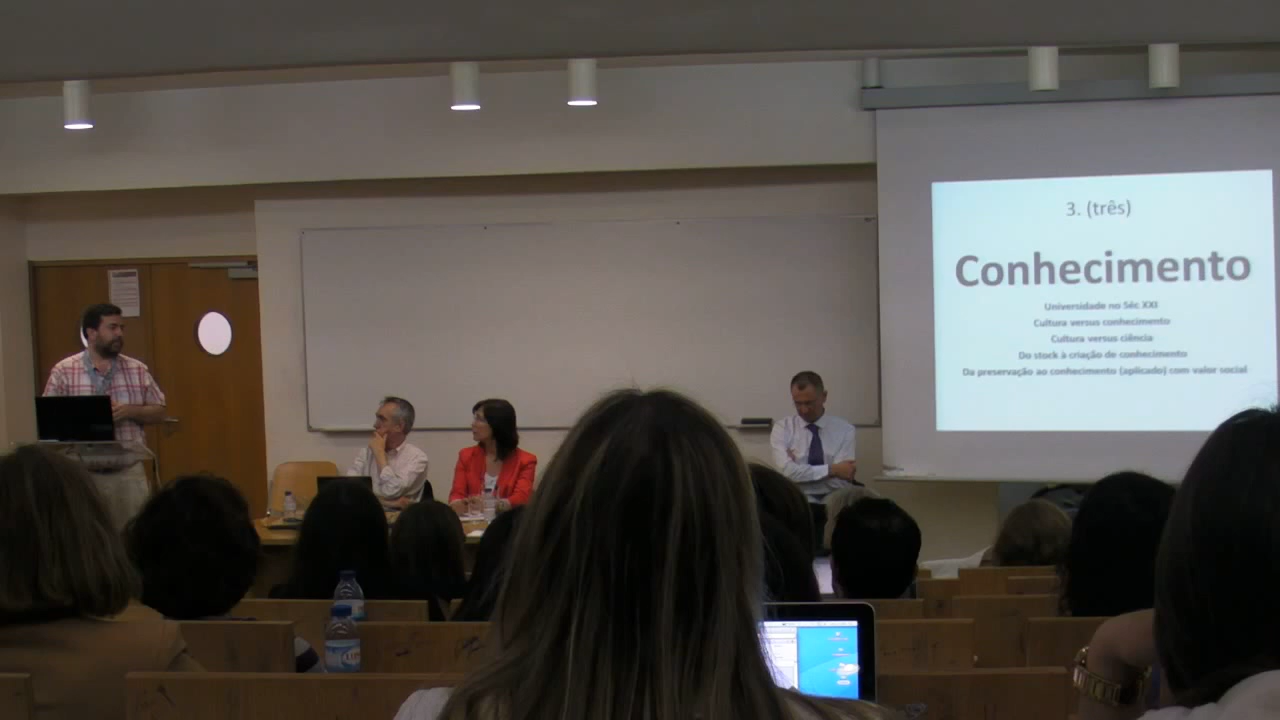 3. (três)
Conhecimento
Universidade no Séc XXI
Cultura versus conhecimento
Cultura versus ciência
Do stock à criação de conhecimento
Da preservação ao conhecimento (aplicado) com valor social